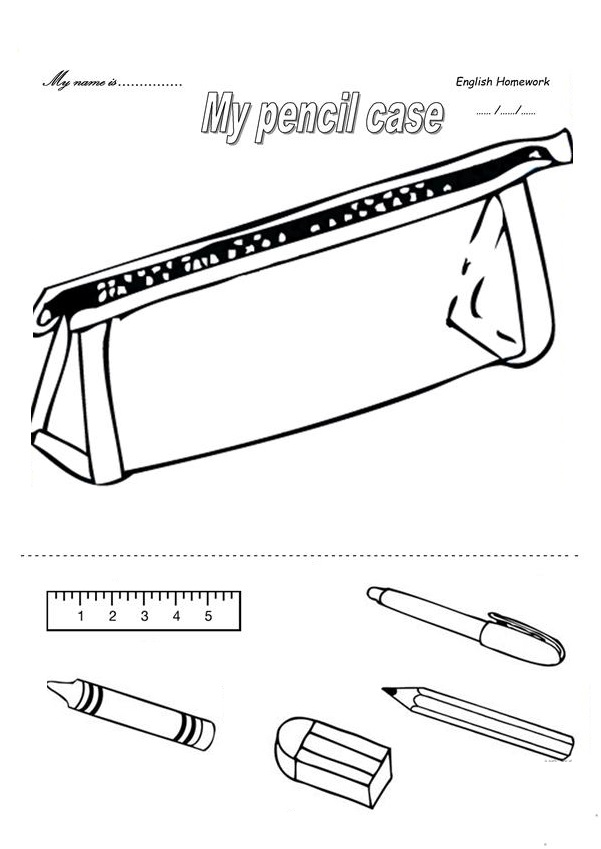 My name is...............
English Homework
My pencil case
...... /....../ ......
1 2 3 4 5